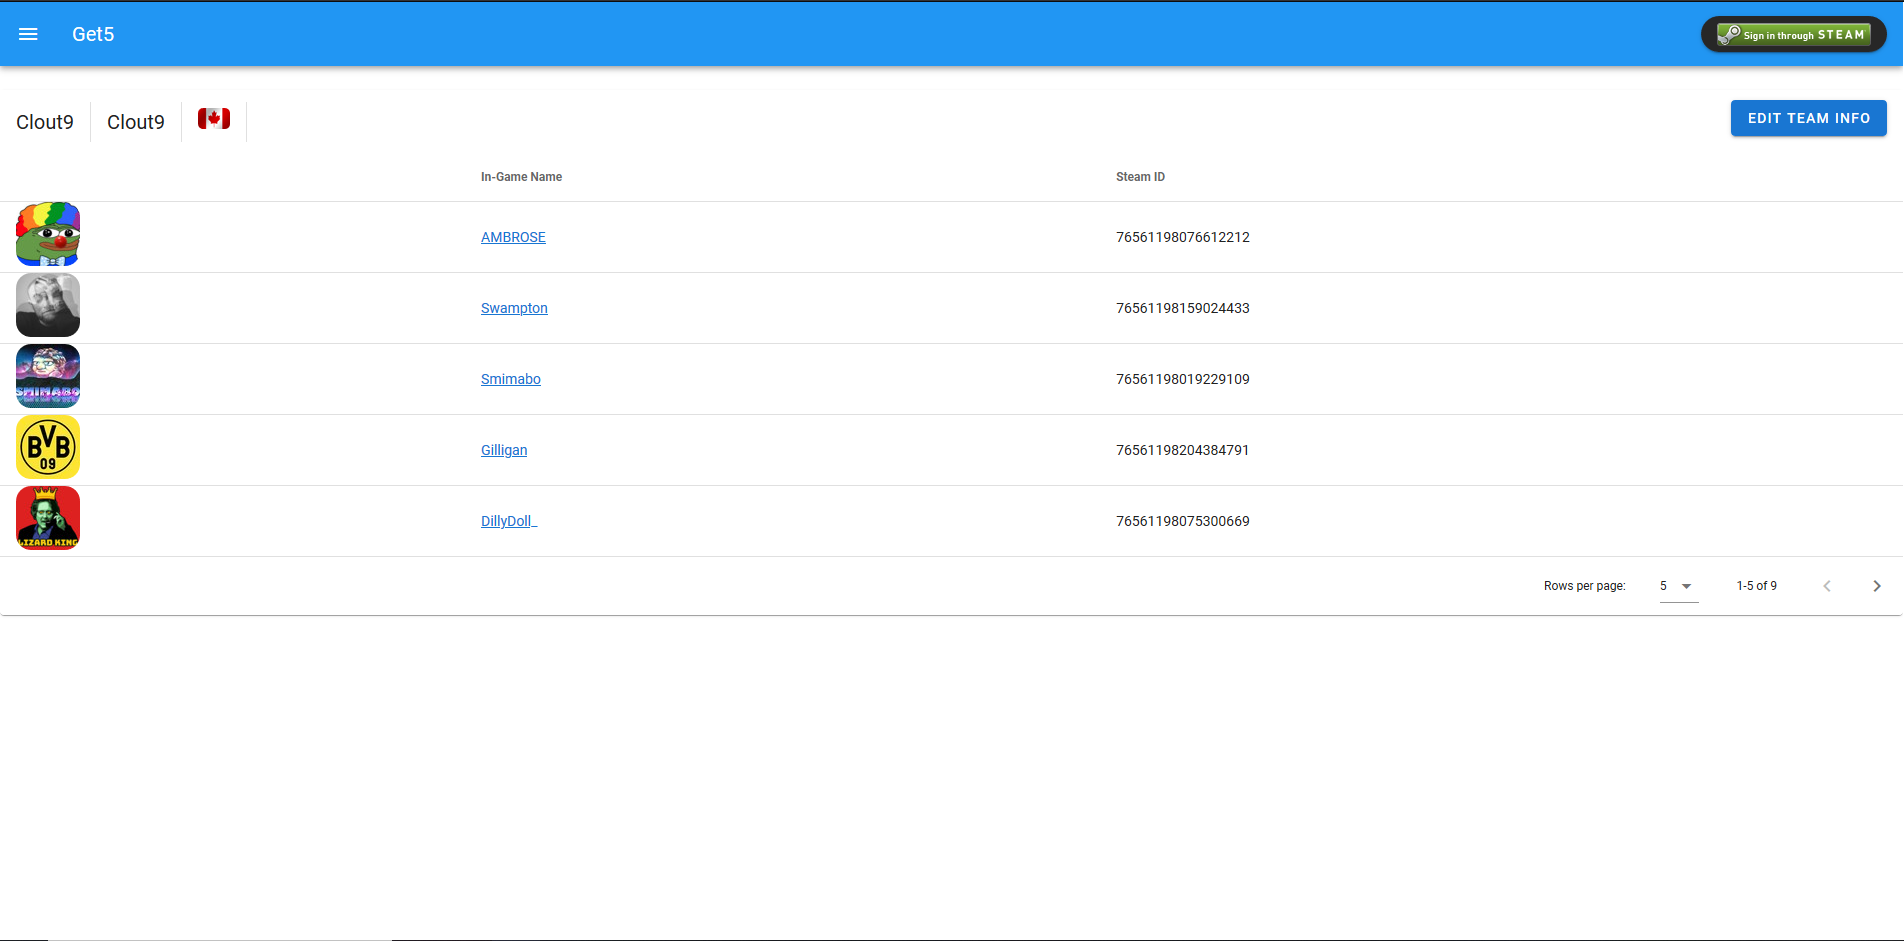 Get5
Sign in through STEAM
Clout9
Clout9
EDIT TEAM INFO
In-Game Name Steam ID
AMBROSE 76561198076612212
Swampton 76561198159024433
SMIMABO
Smimabo 76561198019229109
BVB
09
Gilligan 76561198204384791
LIZARD KING
DillyDoll_ 76561198075300669
Rows per page: 5 1-5 of 9